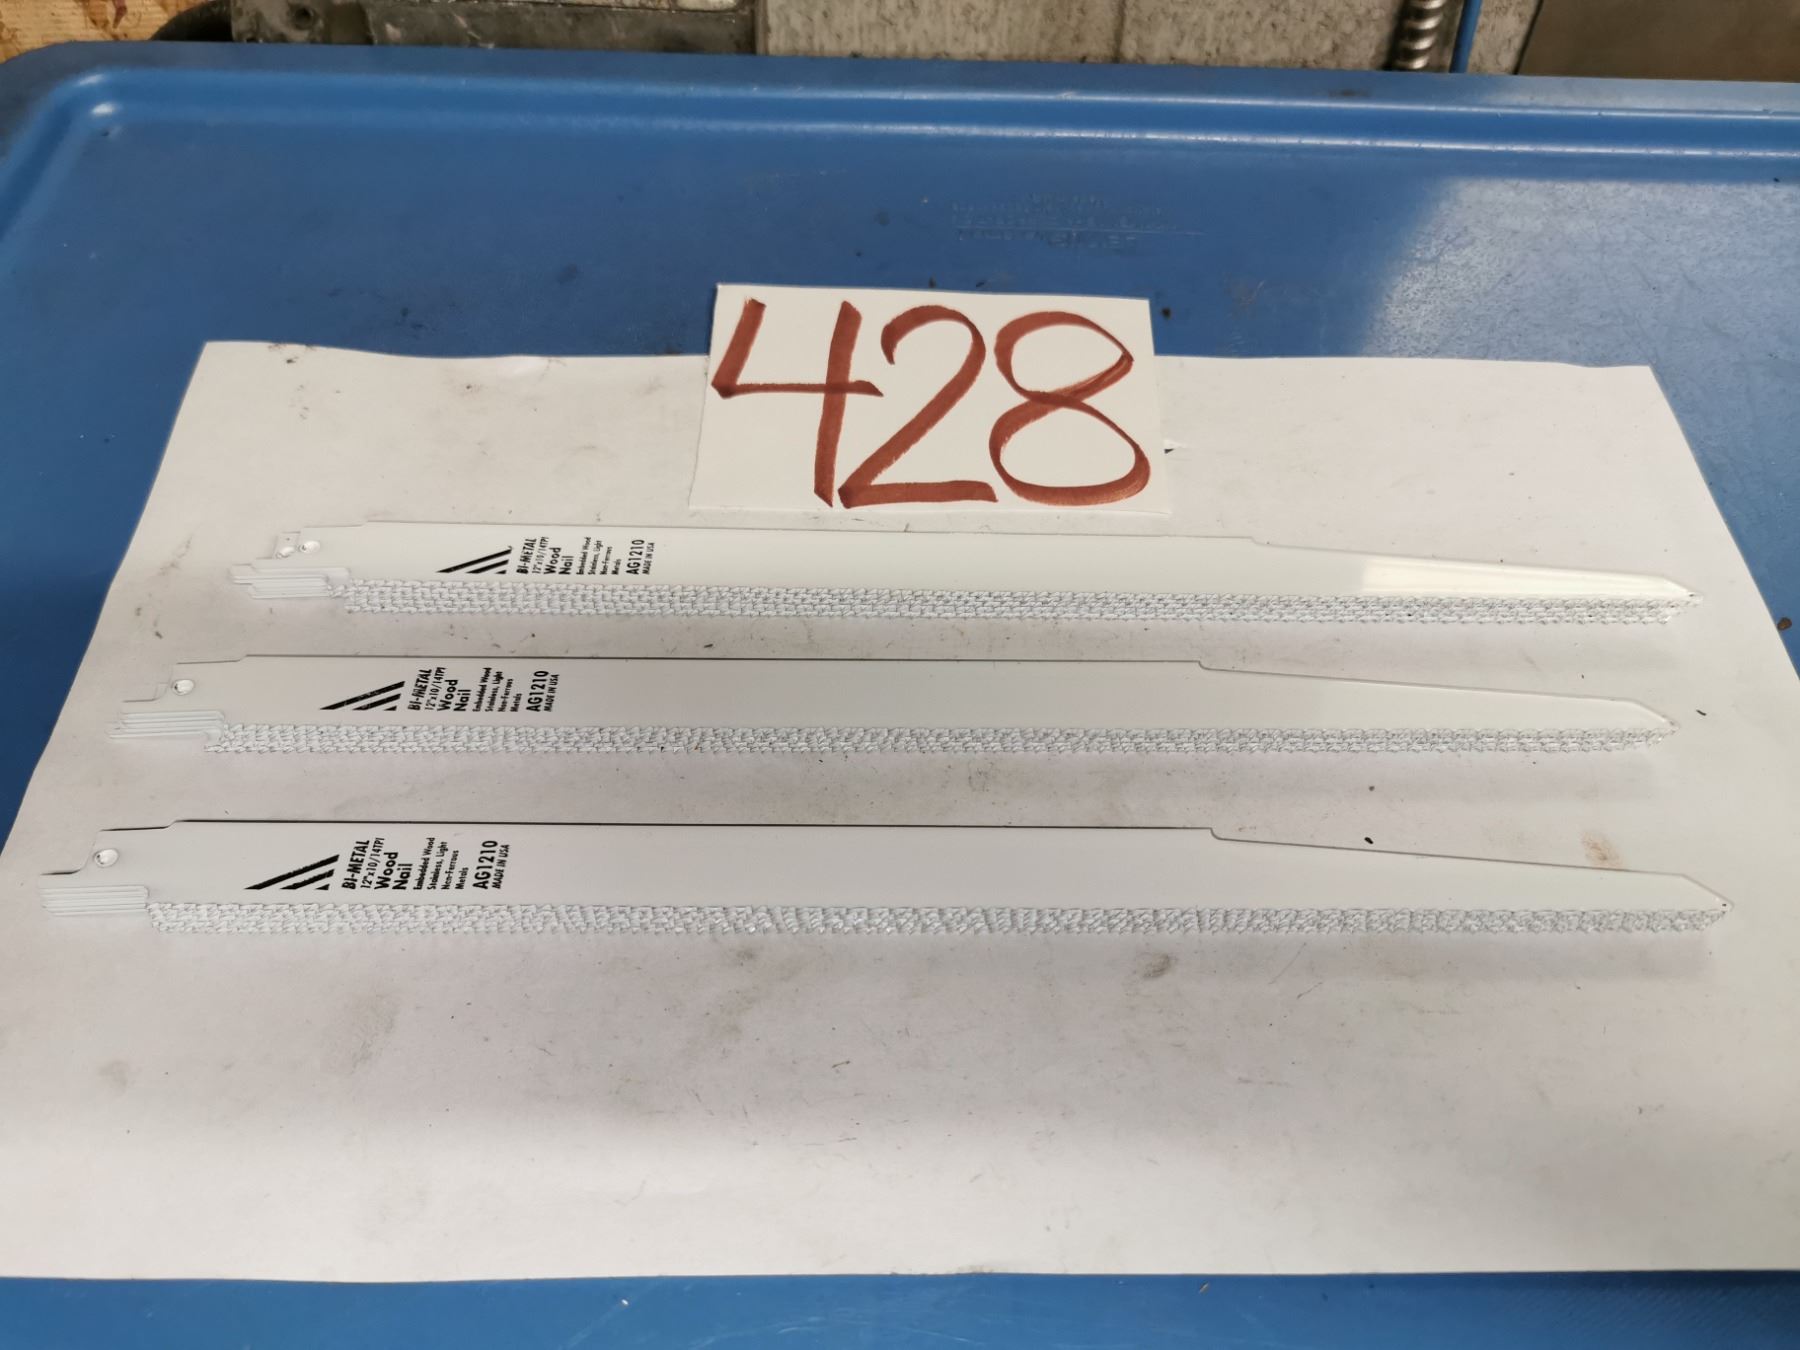 428
BI-METAL
12"x10/14TPI
Wood
Nail
Embedded Wood
Stainless, Light
Non-Ferrous
Metals
AG1210
MADE IN USA
BI-METAL
12"x10/14TPI
Wood
Nail
Embedded Wood
Stainless, Light
Non-Ferrous
Metals
AG1210
MADE IN USA
BI-METAL
12"x10/14TPI
Wood
Nail
Embedded Wood
Stainless, Light
Non-Ferrous
Metals
AG1210
MADE IN USA